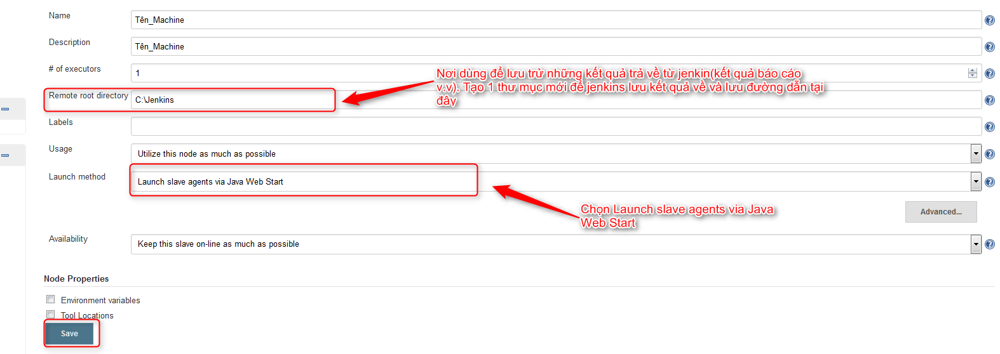 Name
Tên_Machine
Description
Tên_Machine
# of executors
1
Nơi dùng để lưu trử những kết quả trả về từ jenkin(kết quả báo cáo
v.v). Tạo 1 thư mục mới để jenkins lưu kết quả về và lưu đường dẫn tại
đây
Remote root directory
C:\Jenkins
Labels
Usage
Utilize this node as much as possible
Launch method
Launch slave agents via Java Web Start
Chọn Launch slave agents via Java
Web Start
Advanced...
Availability
Keep this slave on-line as much as possible
Node Properties
Environment variables
Tool Locations
Save